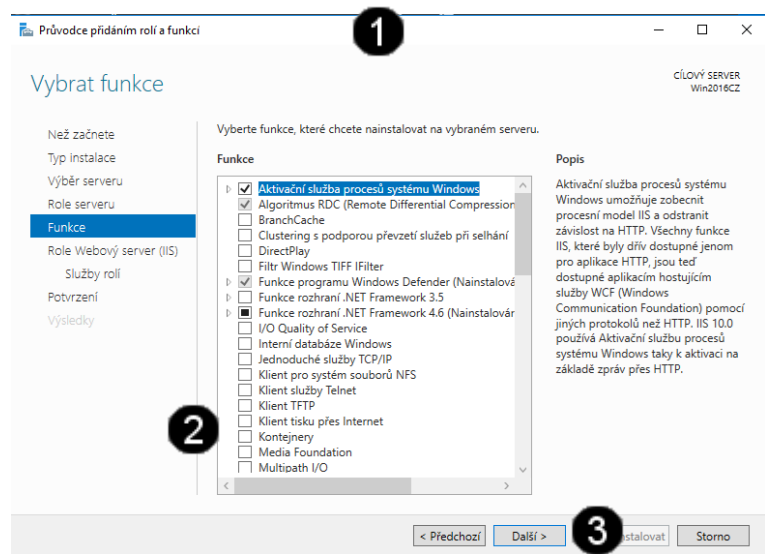 1
Průvodce přidáním rolí a funkcí
Vybrat funkce
CÍLOVÝ SERVER
Win2016CZ
Než začnete
Typ instalace
Výběr serveru
Role serveru
Funkce
Role Webový server (IIS)
Služby rolí
Potvrzení
Výsledky
Vyberte funkce, které chcete nainstalovat na vybraném serveru.
Funkce
Aktivační služba procesů systému Windows
Algoritmus RDC (Remote Differential Compression
BranchCache
Clustering s podporou převzetí služeb při selhání
DirectPlay
Filtr Windows TIFF IFilter
Funkce programu Windows Defender (Nainstalová
Funkce rozhraní .NET Framework 3.5
Funkce rozhraní .NET Framework 4.6 (Nainstalován
I/O Quality of Service
Interní databáze Windows
Jednoduché služby TCP/IP
Klient pro systém souborů NFS
Klient služby Telnet
Klient TFTP
2
Klient tisku přes Internet
Kontejnery
Media Foundation
Multipath I/O
Popis
Aktivační služba procesů systému
Windows umožňuje zobecnit
procesní model IIS a odstranit
závislost na HTTP. Všechny funkce
IIS, které byly dřív dostupné jenom
pro aplikace HTTP, jsou teď
dostupné aplikacím hostujícím
služby WCF (Windows
Communication Foundation) pomocí
jiných protokolů než HTTP. IIS 10.0
používá Aktivační službu procesů
systému Windows taky k aktivaci na
základě zpráv přes HTTP.
< Předchozí
Další >
3
stalovat
Storno